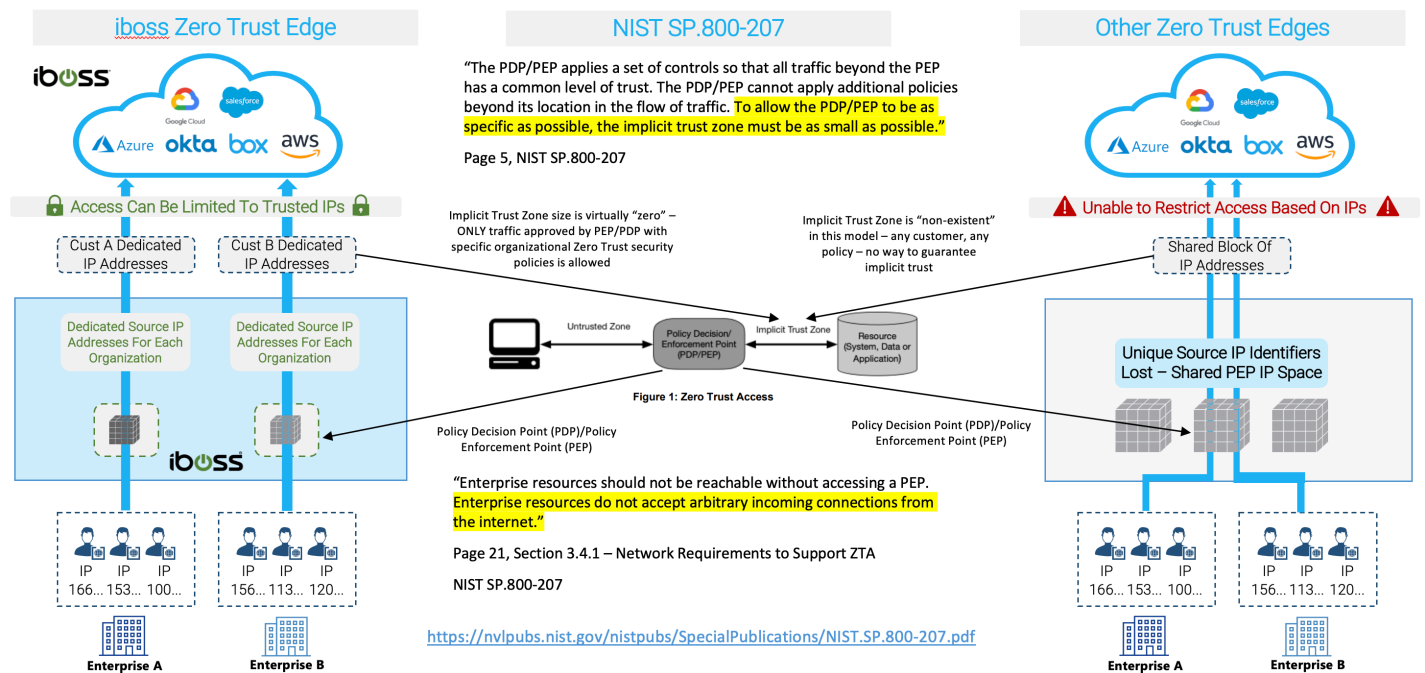 iboss Zero Trust Edge
NIST SP.800-207
Other Zero Trust Edges
iboss
Google Cloud
salesforce
Azure
okta
box
aws
Access Can Be Limited To Trusted IPs
Cust A Dedicated
IP Addresses
Cust B Dedicated
IP Addresses
Dedicated Source IP
Addresses For Each
Organization
Dedicated Source IP
Addresses For Each
Organization
iboss
IP
IP
IP
166...
153...
100...
IP
IP
IP
156...
113...
120...
Enterprise A
Enterprise B
“The PDP/PEP applies a set of controls so that all traffic beyond the PEP
has a common level of trust. The PDP/PEP cannot apply additional policies
beyond its location in the flow of traffic. To allow the PDP/PEP to be as
specific as possible, the implicit trust zone must be as small as possible.”
Page 5, NIST SP.800-207
Implicit Trust Zone size is virtually “zero” –
ONLY traffic approved by PEP/PDP with
specific organizational Zero Trust security
policies is allowed
Implicit Trust Zone is “non-existent”
in this model – any customer, any
policy – no way to guarantee
implicit trust
Untrusted Zone
Policy Decision/
Enforcement Point
(PDP/PEP)
Implicit Trust Zone
Resource
(System, Data or
Application)
Figure 1: Zero Trust Access
Policy Decision Point (PDP)/Policy
Enforcement Point (PEP)
Policy Decision Point (PDP)/Policy
Enforcement Point (PEP)
“Enterprise resources should not be reachable without accessing a PEP.
Enterprise resources do not accept arbitrary incoming connections from
the internet.”
Page 21, Section 3.4.1 – Network Requirements to Support ZTA
NIST SP.800-207
https://nvlpubs.nist.gov/nistpubs/SpecialPublications/NIST.SP.800-207.pdf
Google Cloud
salesforce
Azure
okta
box
aws
Unable to Restrict Access Based On IPs
Shared Block Of
IP Addresses
Unique Source IP Identifiers
Lost – Shared PEP IP Space
IP
IP
IP
166...
153...
100...
IP
IP
IP
156...
113...
120...
Enterprise A
Enterprise B